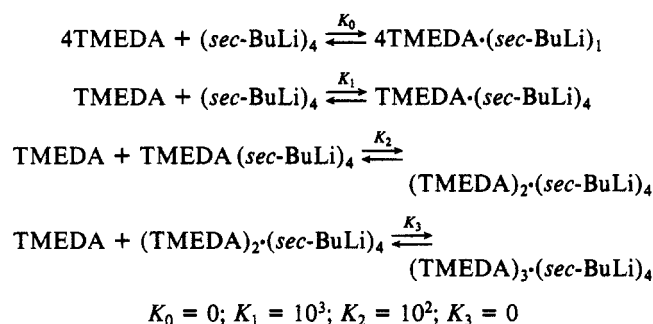 4TMEDA + (sec-BuLi)₄ ⇌ 4TMEDA·(sec-BuLi)₁
K₀
TMEDA + (sec-BuLi)₄ ⇌ TMEDA·(sec-BuLi)₄
K₁
TMEDA + TMEDA (sec-BuLi)₄ ⇌
K₂
(TMEDA)₂·(sec-BuLi)₄
TMEDA + (TMEDA)₂·(sec-BuLi)₄ ⇌
K₃
(TMEDA)₃·(sec-BuLi)₄
K₀ = 0; K₁ = 10³; K₂ = 10²; K₃ = 0